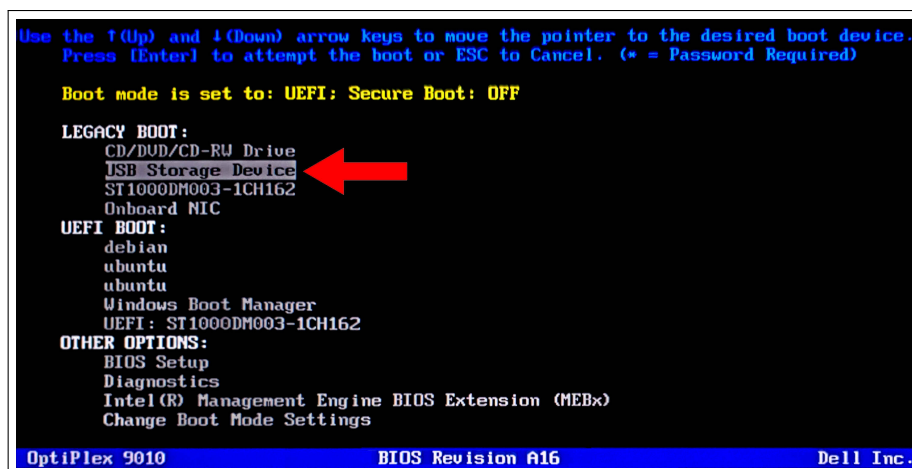 Use the ↑(Up) and ↓(Down) arrow keys to move the pointer to the desired boot device.
Press [Enter] to attempt the boot or ESC to Cancel. (* = Password Required)
Boot mode is set to: UEFI; Secure Boot: OFF
LEGACY BOOT:
CD/DVD/CD-RW Drive
USB Storage Device
ST1000DM003-1CH162
Onboard NIC
UEFI BOOT:
debian
ubuntu
ubuntu
Windows Boot Manager
UEFI: ST1000DM003-1CH162
OTHER OPTIONS:
BIOS Setup
Diagnostics
Intel(R) Management Engine BIOS Extension (MEBx)
Change Boot Mode Settings
OptiPlex 9010 BIOS Revision A16 Dell Inc.